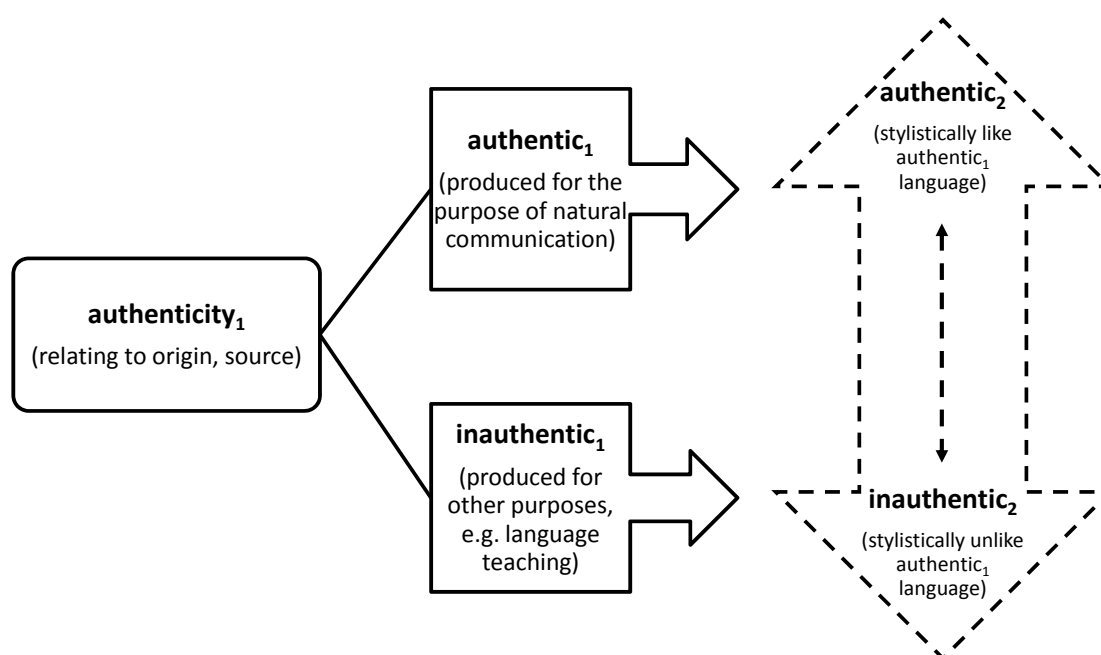 authenticity₁
(relating to origin, source)
authentic₁
(produced for the
purpose of natural
communication)
inauthentic₁
(produced for
other purposes,
e.g. language
teaching)
authentic₂
(stylistically like
authentic₁
language)
inauthentic₂
(stylistically unlike
authentic₁
language)